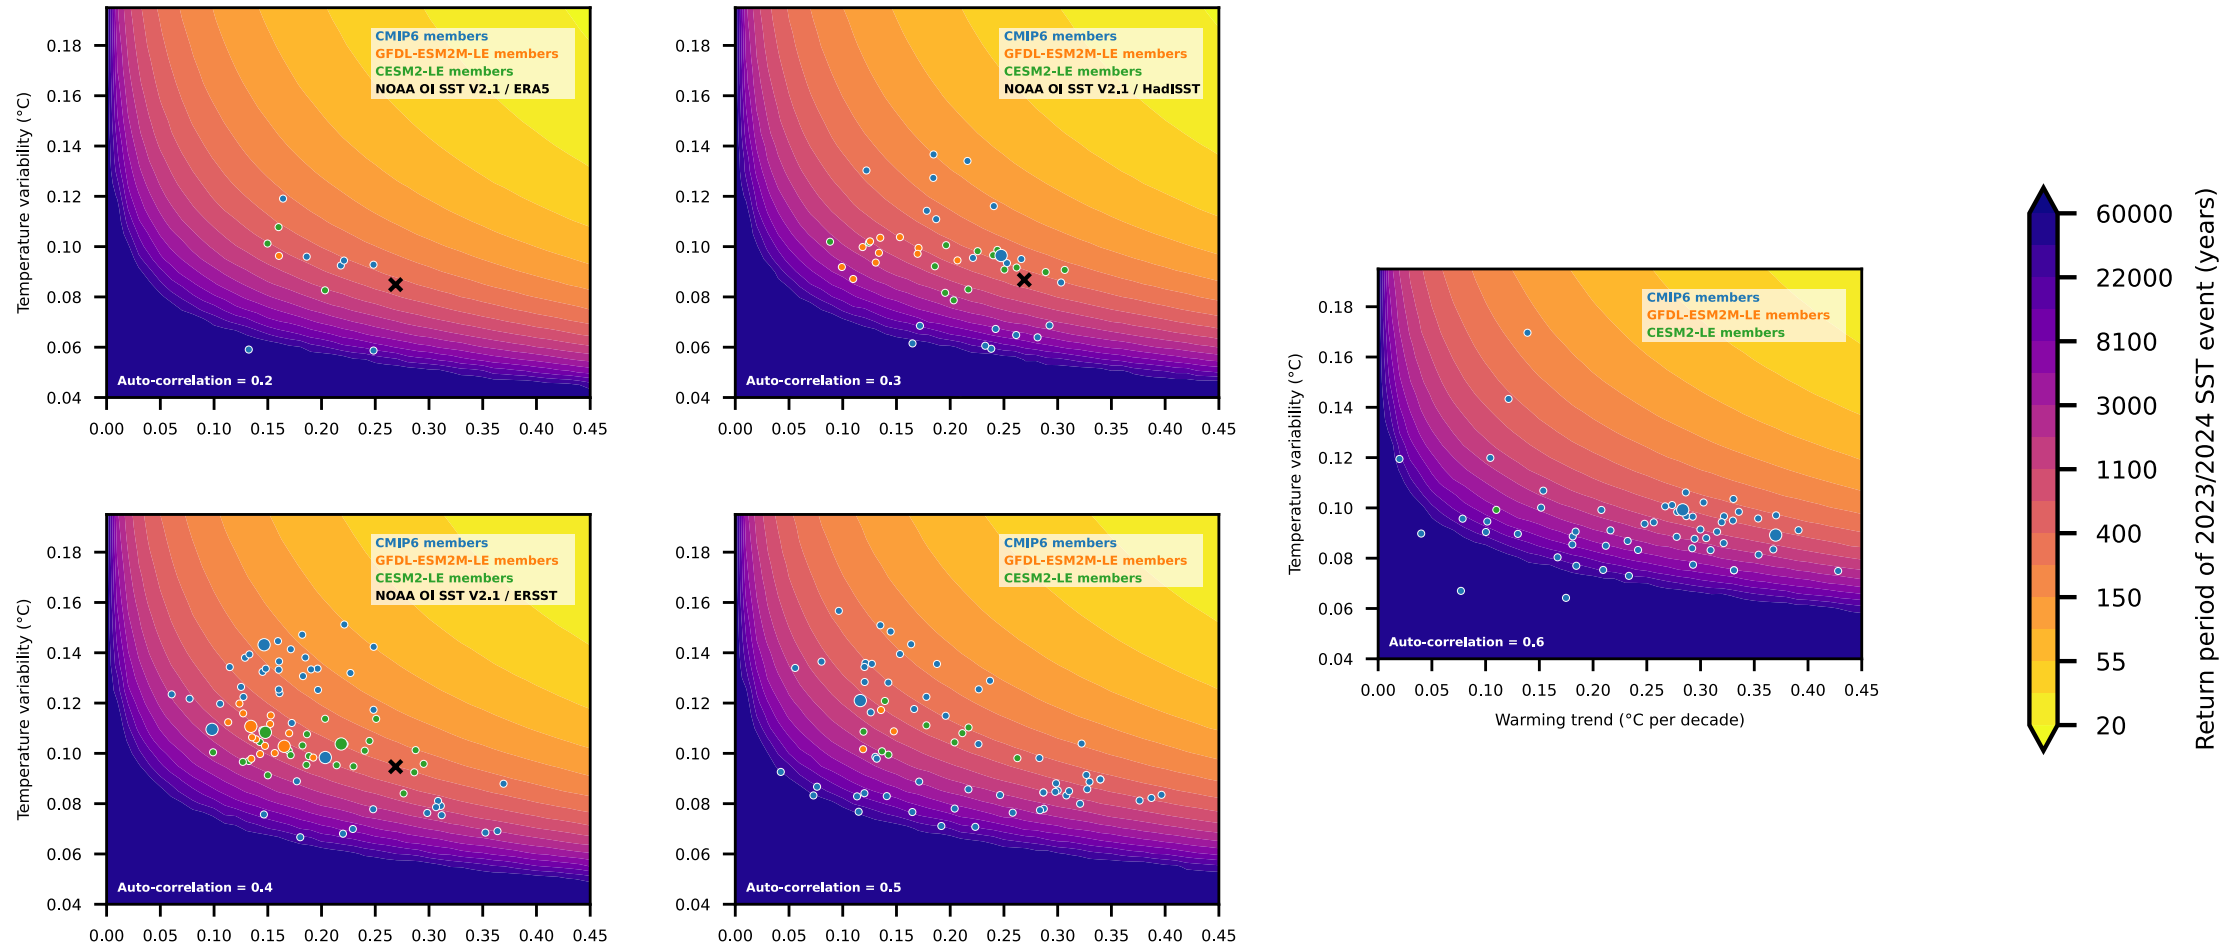 Temperature variability (°C)
0.18
0.16
0.14
0.12
0.10
0.08
0.06
0.04
CMIP6 members
GFDL-ESM2M-LE members
CESM2-LE members
NOAA OI SST V2.1 / ERA5
Auto-correlation = 0.2
0.00 0.05 0.10 0.15 0.20 0.25 0.30 0.35 0.40 0.45
0.18
0.16
0.14
0.12
0.10
0.08
0.06
0.04
CMIP6 members
GFDL-ESM2M-LE members
CESM2-LE members
NOAA OI SST V2.1 / HadISST
Auto-correlation = 0.3
0.00 0.05 0.10 0.15 0.20 0.25 0.30 0.35 0.40 0.45
Temperature variability (°C)
0.18
0.16
0.14
0.12
0.10
0.08
0.06
0.04
CMIP6 members
GFDL-ESM2M-LE members
CESM2-LE members
NOAA OI SST V2.1 / ERSST
Auto-correlation = 0.4
0.00 0.05 0.10 0.15 0.20 0.25 0.30 0.35 0.40 0.45
0.18
0.16
0.14
0.12
0.10
0.08
0.06
0.04
CMIP6 members
GFDL-ESM2M-LE members
CESM2-LE members
Auto-correlation = 0.5
0.00 0.05 0.10 0.15 0.20 0.25 0.30 0.35 0.40 0.45
Temperature variability (°C)
0.18
0.16
0.14
0.12
0.10
0.08
0.06
0.04
CMIP6 members
GFDL-ESM2M-LE members
CESM2-LE members
Auto-correlation = 0.6
0.00 0.05 0.10 0.15 0.20 0.25 0.30 0.35 0.40 0.45
Warming trend (°C per decade)
60000
22000
8100
3000
1100
400
150
55
20
Return period of 2023/2024 SST event (years)